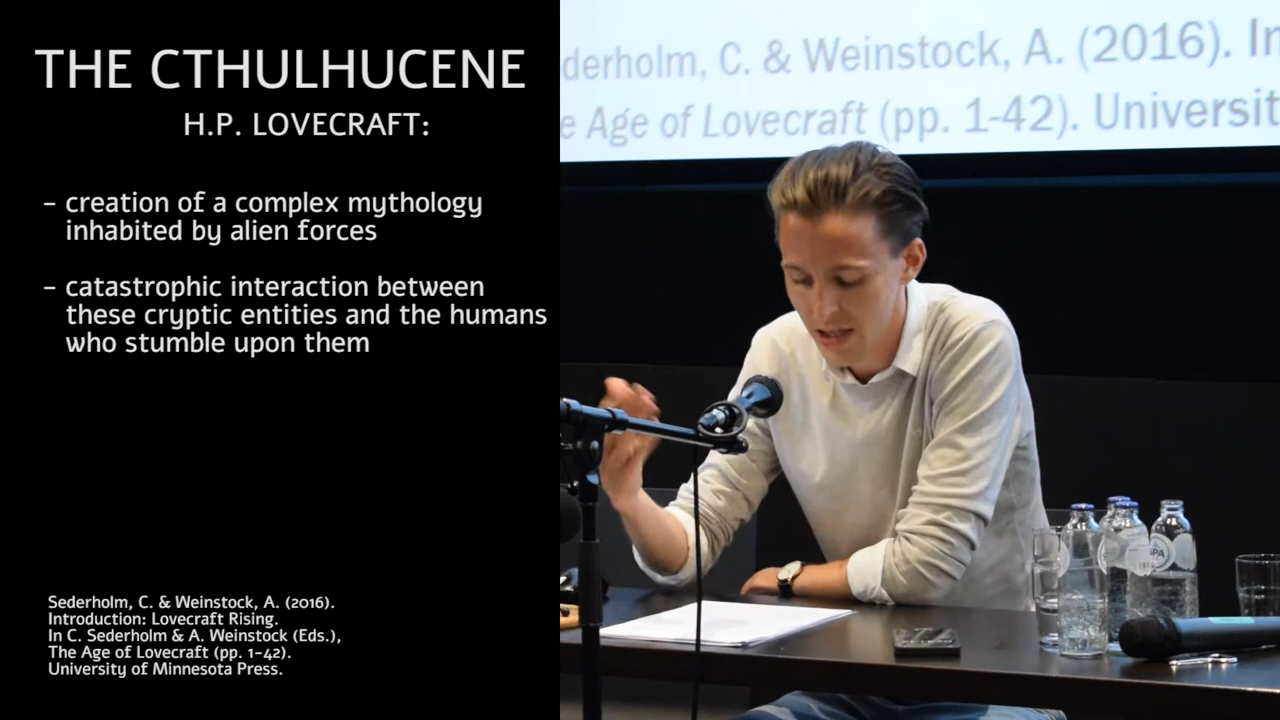 THE CTHULHUCENE
H.P. LOVECRAFT:
– creation of a complex mythology
inhabited by alien forces
– catastrophic interaction between
these cryptic entities and the humans
who stumble upon them
Sederholm, C. & Weinstock, A. (2016).
Introduction: Lovecraft Rising.
In C. Sederholm & A. Weinstock (Eds.),
The Age of Lovecraft (pp. 1-42).
University of Minnesota Press.
derholm, C. & Weinstock, A. (2016). In
e Age of Lovecraft (pp. 1-42). Universit
SPA